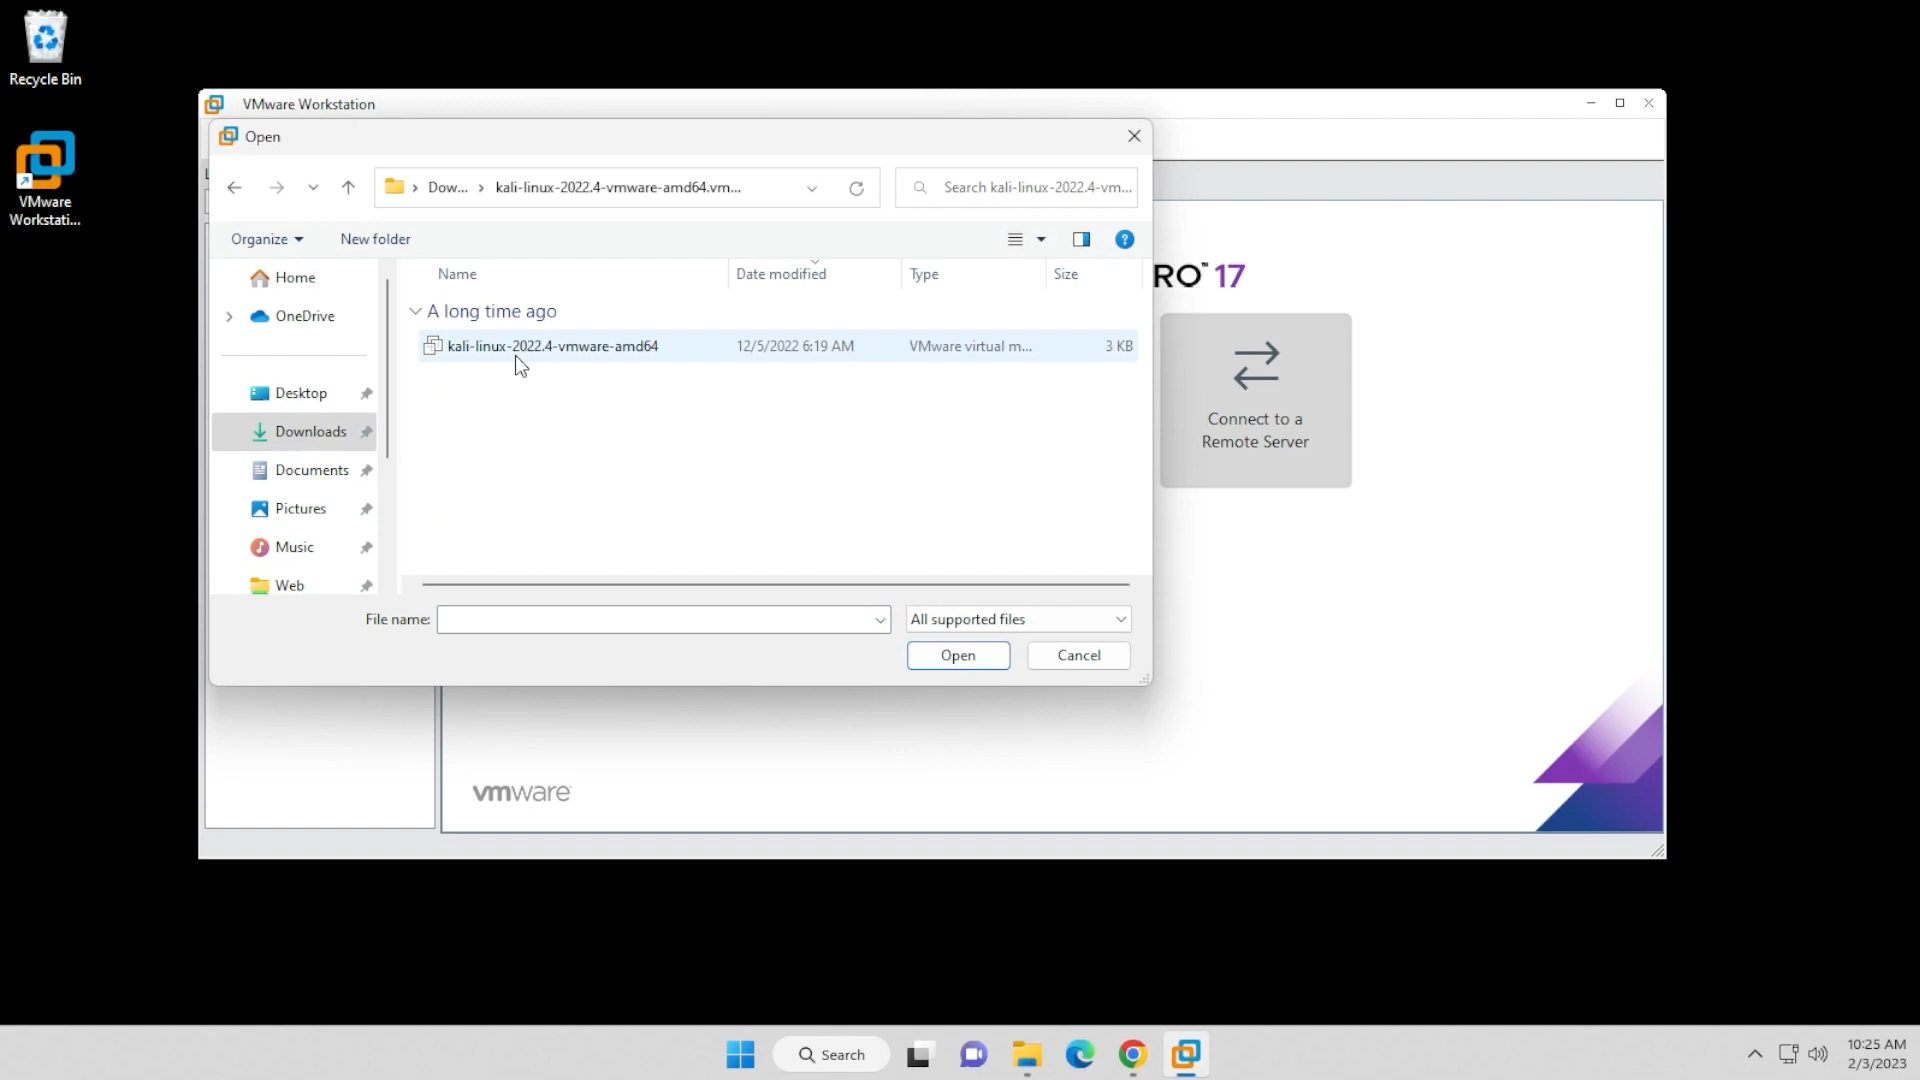 Recycle Bin
VMware
Workstati...
VMware Workstation
Open
Dow...
kali-linux-2022.4-vmware-amd64.vm...
Search kali-linux-2022.4-vm...
Organize
New folder
Name
Date modified
Type
Size
Home
OneDrive
Desktop
Downloads
Documents
Pictures
Music
Web
A long time ago
kali-linux-2022.4-vmware-amd64
12/5/2022 6:19 AM
VMware virtual m...
3 KB
File name:
All supported files
Open
Cancel
RO™ 17
Connect to a
Remote Server
vmware
Search
10:25 AM
2/3/2023